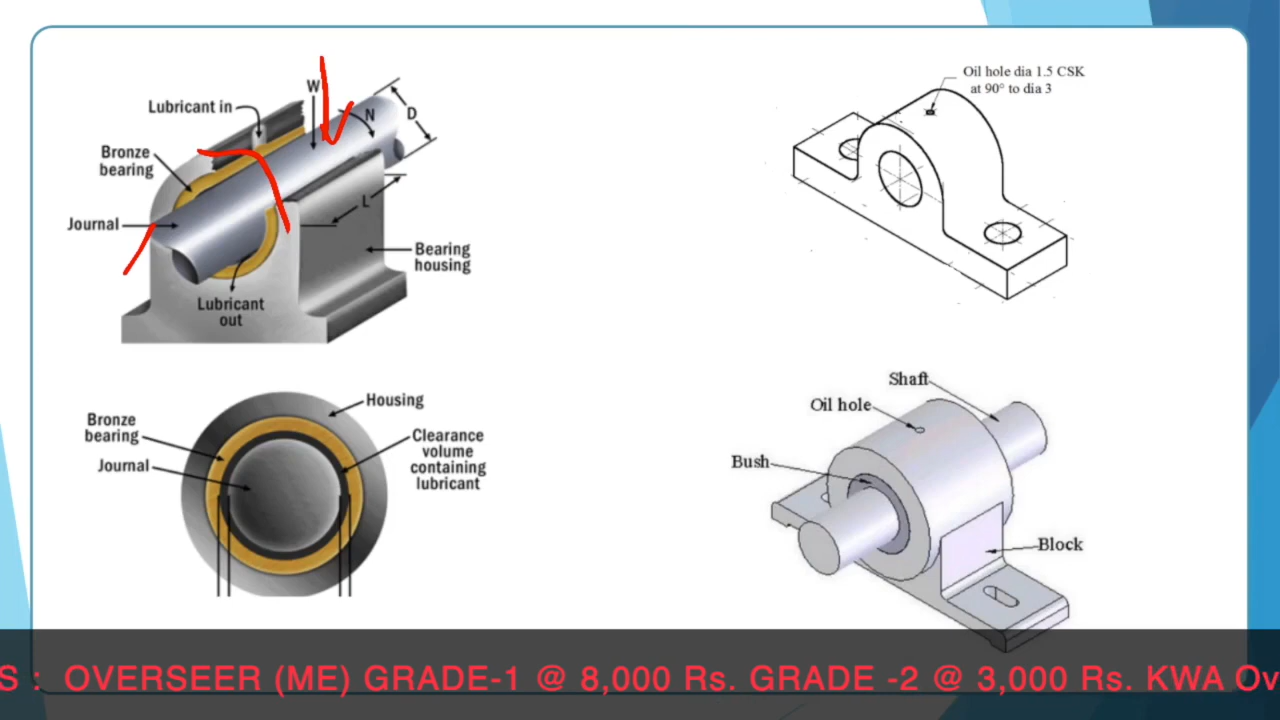 W
Lubricant in
N
D
Bronze
bearing
L
Journal
Bearing
housing
Lubricant
out
Oil hole dia 1.5 CSK
at 90° to dia 3
Housing
Bronze
bearing
Clearance
volume
containing
lubricant
Journal
Shaft
Oil hole
Bush
Block
S : OVERSEER (ME) GRADE-1 @ 8,000 Rs. GRADE -2 @ 3,000 Rs. KWA Ov